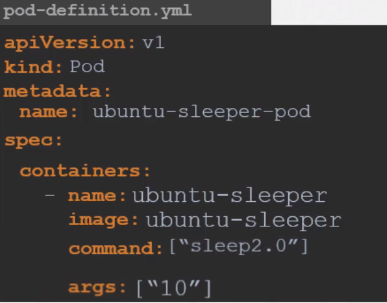 pod-definition.yml
apiVersion: v1
kind: Pod
metadata:
name: ubuntu-sleeper-pod
spec:
containers:
- name: ubuntu-sleeper
image: ubuntu-sleeper
command: [“sleep2.0”]
args: [“10”]